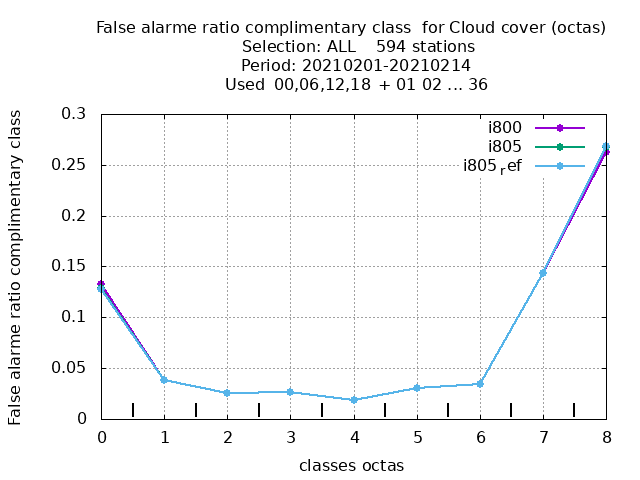 False alarme ratio complimentary class  for Cloud cover (octas)
Selection: ALL    594 stations
Period: 20210201-20210214
Used  00,06,12,18 + 01 02 ... 36
False alarme ratio complimentary class
0.3
0.25
0.2
0.15
0.1
0.05
0
i800
i805
i805_ref
0 1 2 3 4 5 6 7 8
classes octas